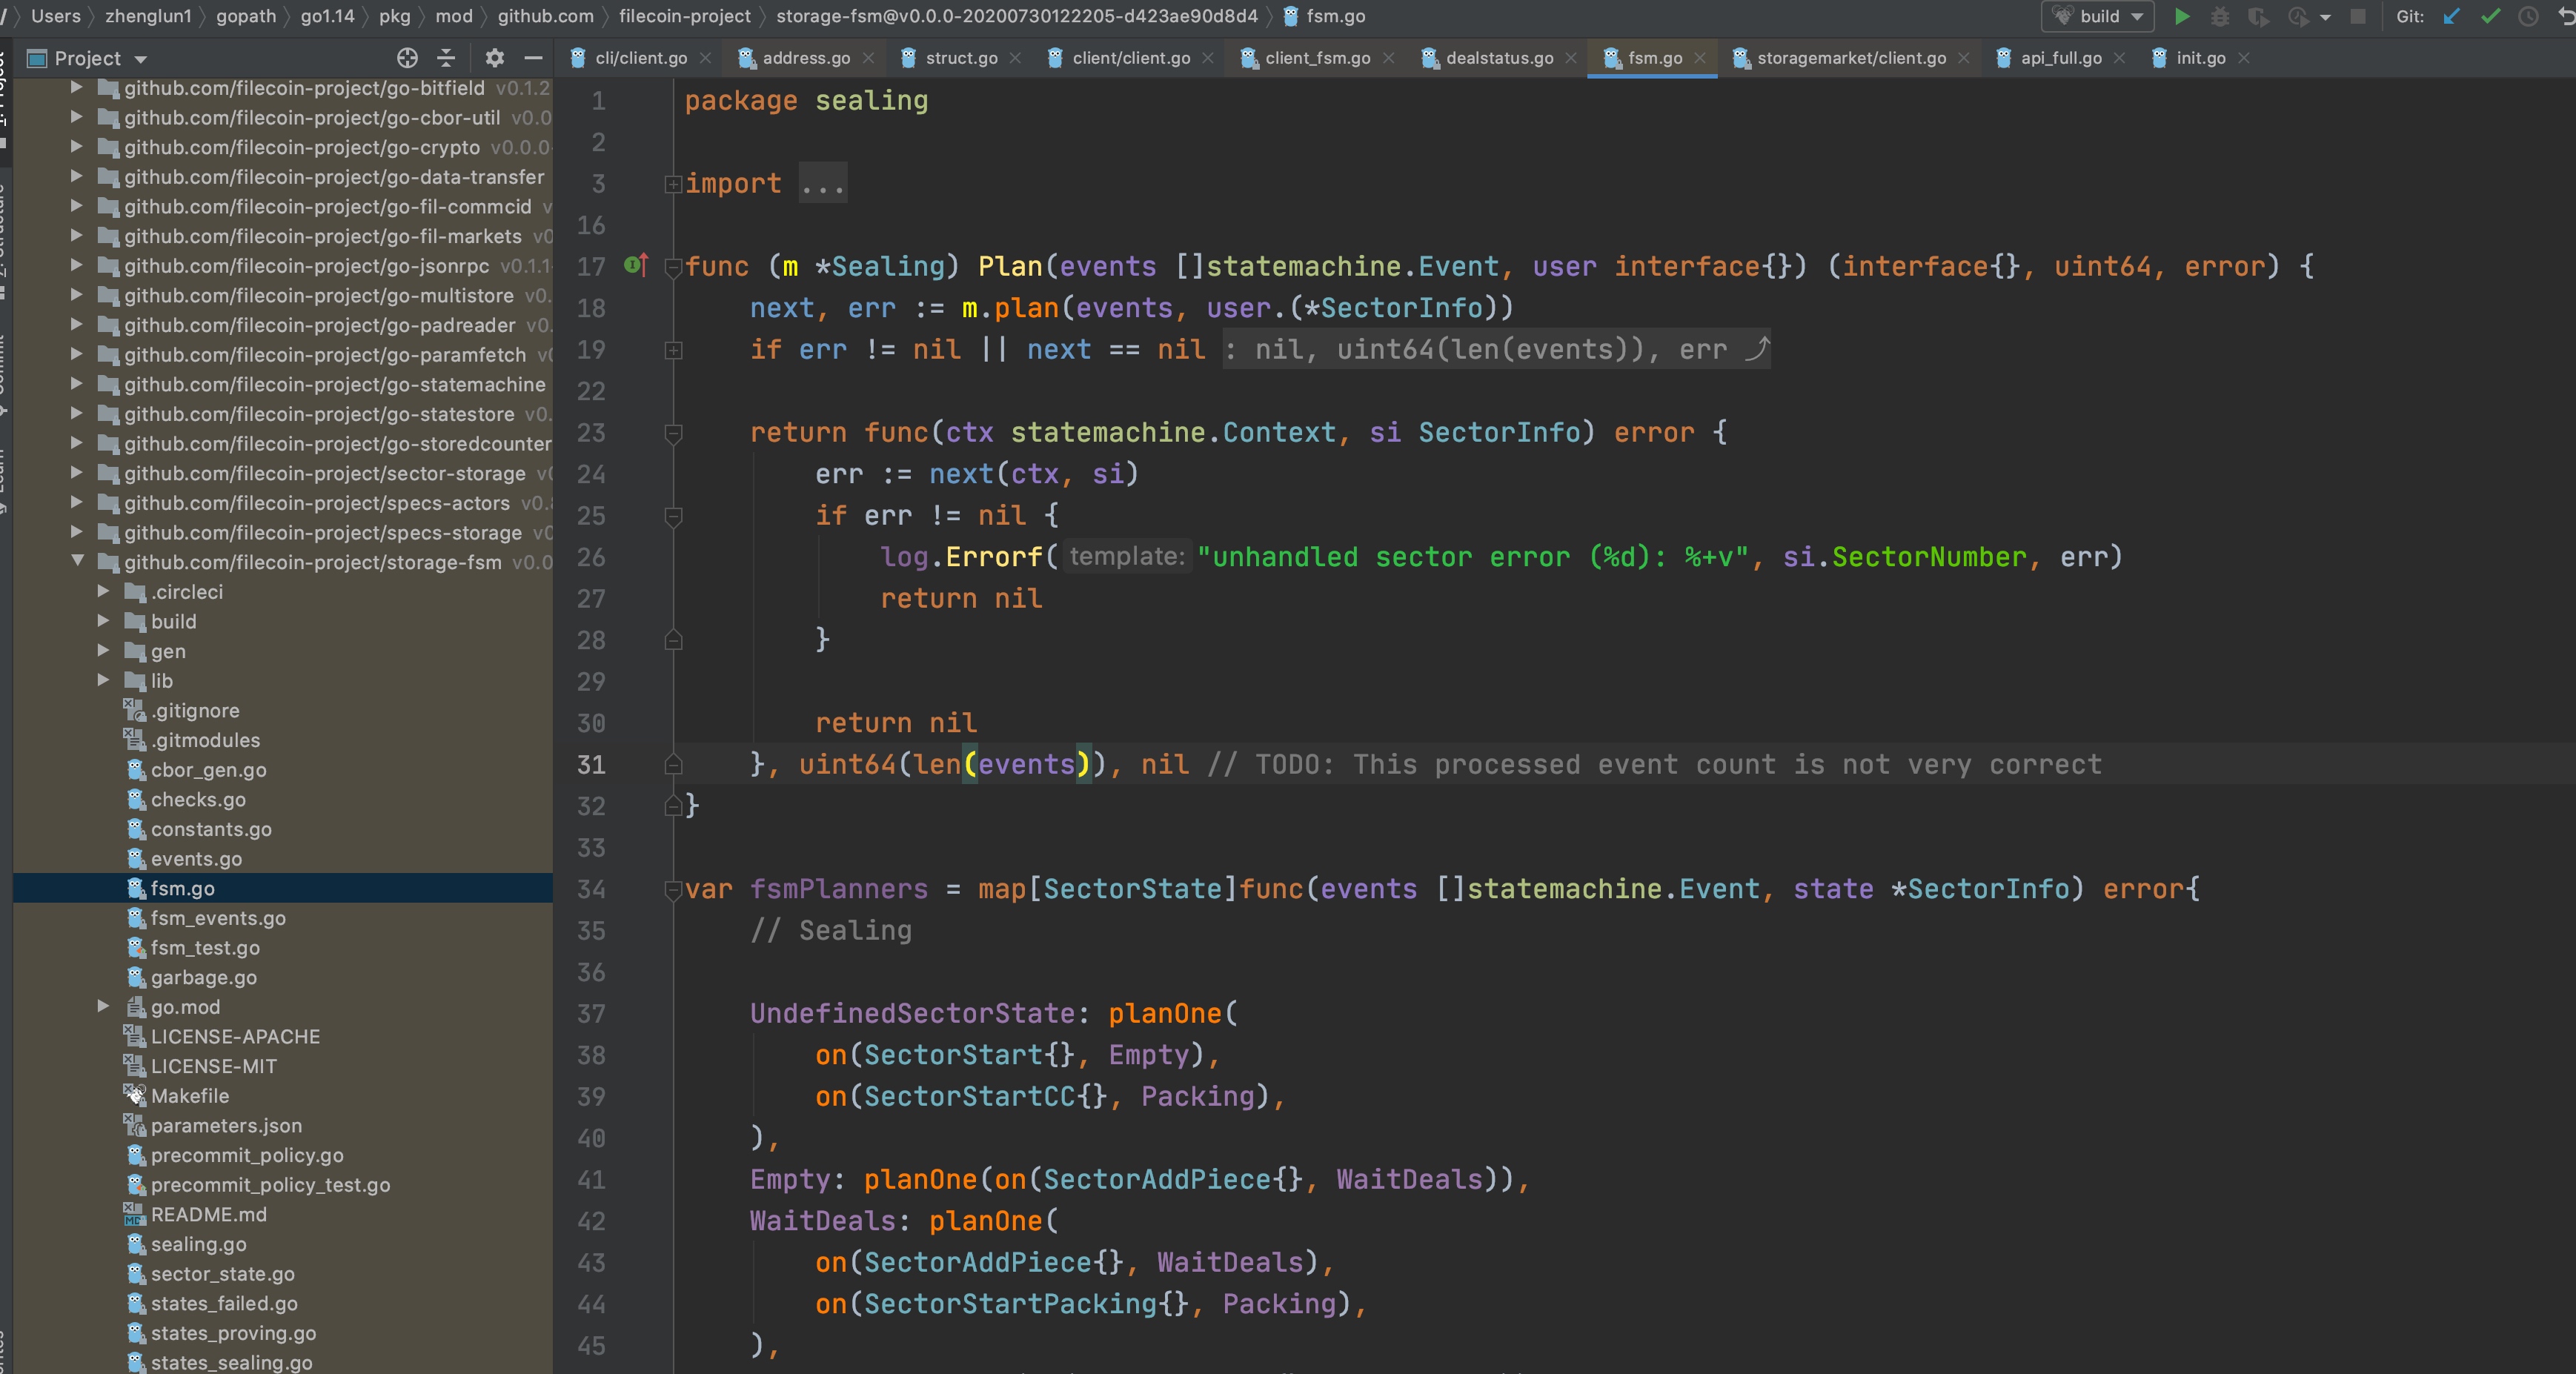 / Users zhenglun1 gopath go1.14 pkg mod github.com filecoin-project storage-fsm@v0.0.0-20200730122205-d423ae90d8d4 fsm.go build Git:
Project
cli/client.go address.go struct.go client/client.go client_fsm.go dealstatus.go fsm.go storagemarket/client.go api_full.go init.go
github.com/filecoin-project/go-bitfield v0.1.2
github.com/filecoin-project/go-cbor-util v0.0
github.com/filecoin-project/go-crypto v0.0.0-
github.com/filecoin-project/go-data-transfer
github.com/filecoin-project/go-fil-commcid v
github.com/filecoin-project/go-fil-markets v0
github.com/filecoin-project/go-jsonrpc v0.1.1-
github.com/filecoin-project/go-multistore v0.
github.com/filecoin-project/go-padreader v0.
github.com/filecoin-project/go-paramfetch v0
github.com/filecoin-project/go-statemachine
github.com/filecoin-project/go-statestore v0.
github.com/filecoin-project/go-storedcounter
github.com/filecoin-project/sector-storage v0
github.com/filecoin-project/specs-actors v0.
github.com/filecoin-project/specs-storage v0
github.com/filecoin-project/storage-fsm v0.0
.circleci
build
gen
lib
.gitignore
.gitmodules
cbor_gen.go
checks.go
constants.go
events.go
fsm.go
fsm_events.go
fsm_test.go
garbage.go
go.mod
LICENSE-APACHE
LICENSE-MIT
Makefile
parameters.json
precommit_policy.go
precommit_policy_test.go
README.md
sealing.go
sector_state.go
states_failed.go
states_proving.go
states_sealing.go
1 package sealing
2
3 import ...
16
17 func (m *Sealing) Plan(events []statemachine.Event, user interface{}) (interface{}, uint64, error) {
18 next, err := m.plan(events, user.(*SectorInfo))
19 if err != nil || next == nil : nil, uint64(len(events)), err
22
23 return func(ctx statemachine.Context, si SectorInfo) error {
24 err := next(ctx, si)
25 if err != nil {
26 log.Errorf( template: "unhandled sector error (%d): %+v", si.SectorNumber, err)
27 return nil
28 }
29
30 return nil
31 }, uint64(len(events)), nil // TODO: This processed event count is not very correct
32 }
33
34 var fsmPlanners = map[SectorState]func(events []statemachine.Event, state *SectorInfo) error{
35 // Sealing
36
37 UndefinedSectorState: planOne(
38 on(SectorStart{}, Empty),
39 on(SectorStartCC{}, Packing),
40 ),
41 Empty: planOne(on(SectorAddPiece{}, WaitDeals)),
42 WaitDeals: planOne(
43 on(SectorAddPiece{}, WaitDeals),
44 on(SectorStartPacking{}, Packing),
45 ),